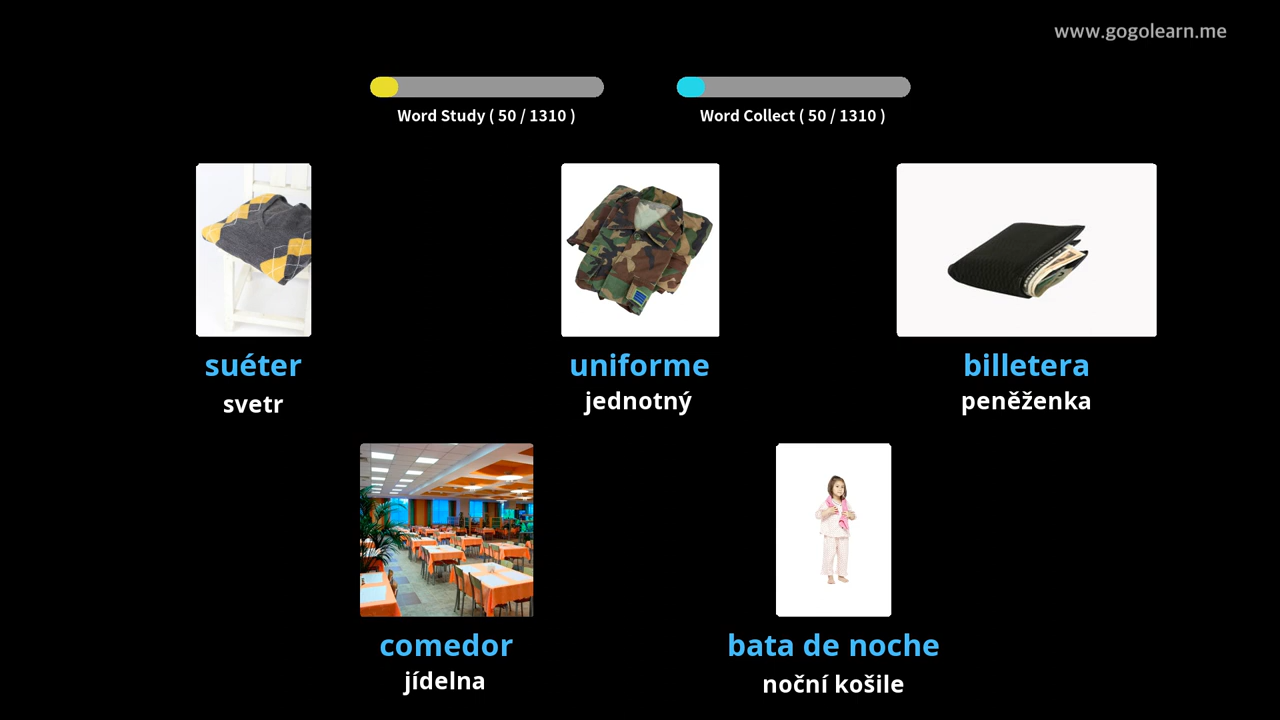 www.gogolearn.me
Word Study ( 50 / 1310 )
Word Collect ( 50 / 1310 )
suéter
svetr
uniforme
jednotný
billetera
peněženka
comedor
jídelna
bata de noche
noční košile